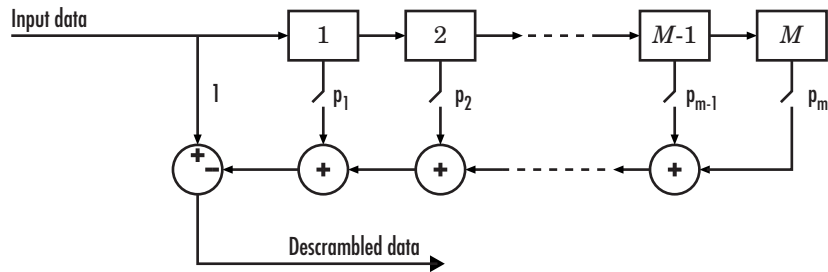 Input data
1 2 M-1 M
1 p1 p2 pm-1 pm
+ − + + +
Descrambled data